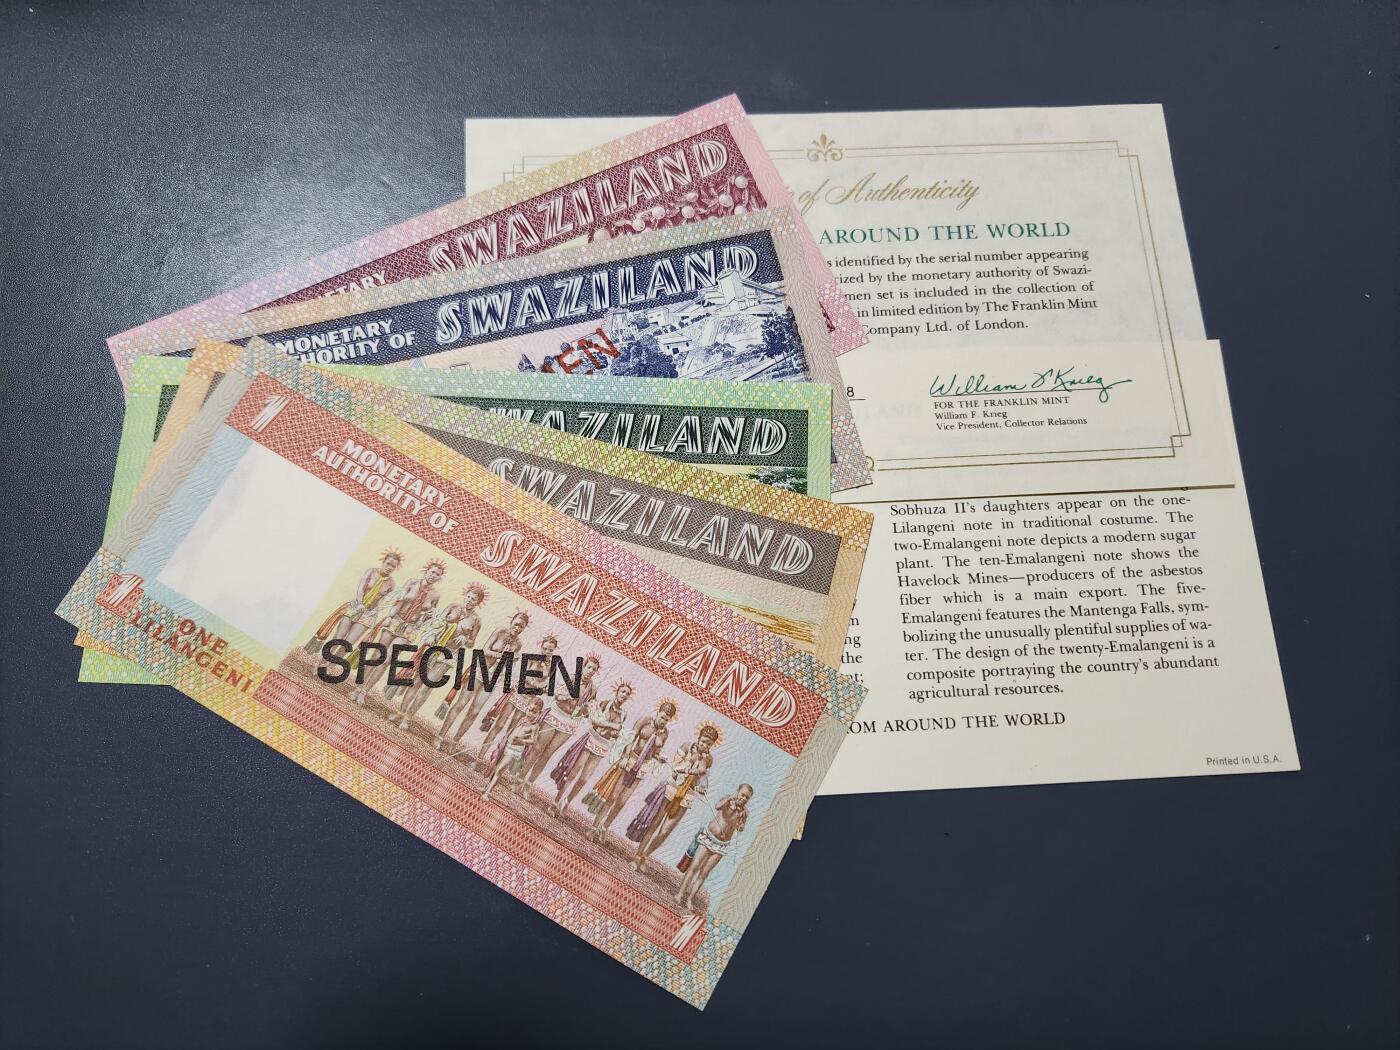 SWAZILAND
MONETARY
AUTHORITY OF
SWAZILAND
SWAZILAND
SWAZILAND
1
MONETARY
AUTHORITY OF
SWAZILAND
1
ONE
LILANGENI
SPECIMEN
1
of Authenticity
AROUND THE WORLD
identified by the serial number appearing
by the monetary authority of Swazi-
set is included in the collection of
in limited edition by The Franklin Mint
Company Ltd. of London.
8
William F Krieg
FOR THE FRANKLIN MINT
William F. Krieg
Vice President, Collector Relations
Sobhuza II's daughters appear on the one-
Lilangeni note in traditional costume. The
two-Emalangeni note depicts a modern sugar
plant. The ten-Emalangeni note shows the
Havelock Mines—producers of the asbestos
fiber which is a main export. The five-
Emalangeni features the Mantenga Falls, sym-
bolizing the unusually plentiful supplies of wa-
ter. The design of the twenty-Emalangeni is a
composite portraying the country's abundant
agricultural resources.
AROUND THE WORLD
Printed in U.S.A.